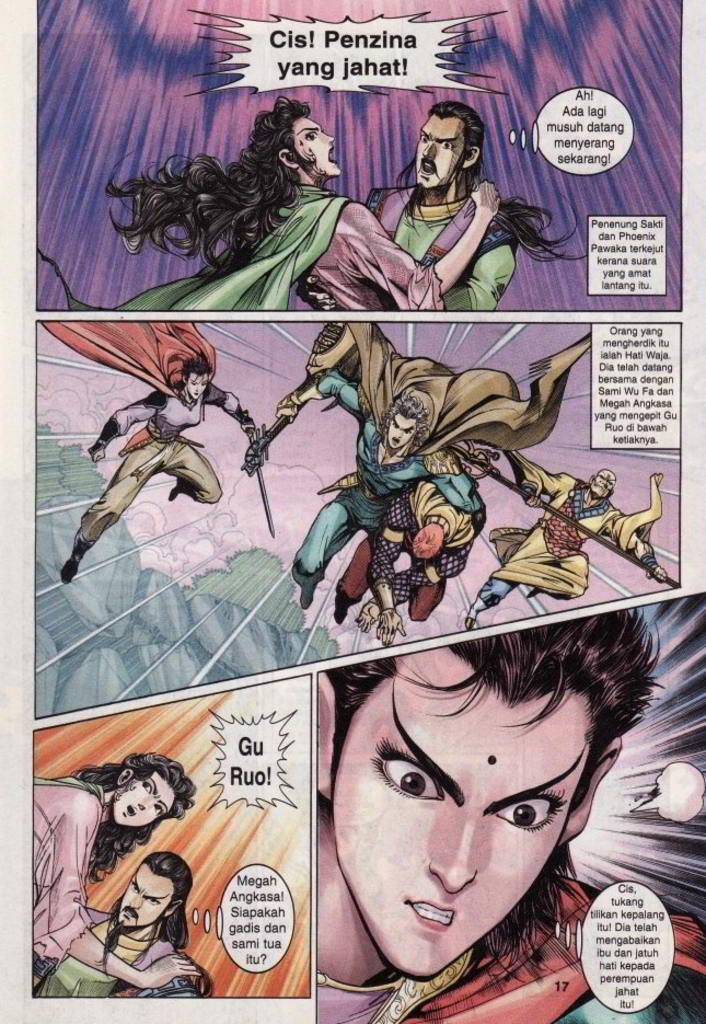 Cis! Penzina
yang jahat!
Ah!
Ada lagi
musuh datang
menyerang
sekarang!
Penenung Sakti
dan Phoenix
Pawaka terkejut
kerana suara
yang amat
lantang itu.
Orang yang
mengherdik itu
ialah Hati Waja.
Dia telah datang
bersama dengan
Sami Wu Fa dan
Megah Angkasa
yang mengepit Gu
Ruo di bawah
ketiaknya.
Gu
Ruo!
Megah
Angkasa!
Siapakah
gadis dan
sami tua
itu?
Cis,
tukang
tilikan kepalang
itu! Dia telah
mengabaikan
ibu dan jatuh
hati kepada
perempuan
jahat
itu!
17